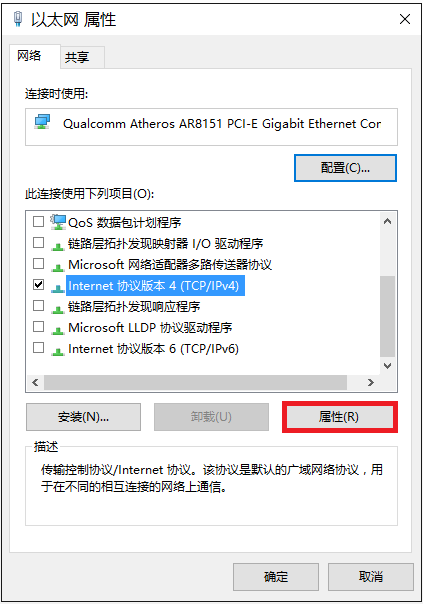 以太网 属性
网络
共享
连接时使用:
Qualcomm Atheros AR8151 PCI-E Gigabit Ethernet Cor
配置(C)...
此连接使用下列项目(O):
QoS 数据包计划程序
链路层拓扑发现映射器 I/O 驱动程序
Microsoft 网络适配器多路传送器协议
Internet 协议版本 4 (TCP/IPv4)
链路层拓扑发现响应程序
Microsoft LLDP 协议驱动程序
Internet 协议版本 6 (TCP/IPv6)
安装(N)...
卸载(U)
属性(R)
描述
传输控制协议/Internet 协议。该协议是默认的广域网络协议，用
于在不同的相互连接的网络上通信。
确定
取消